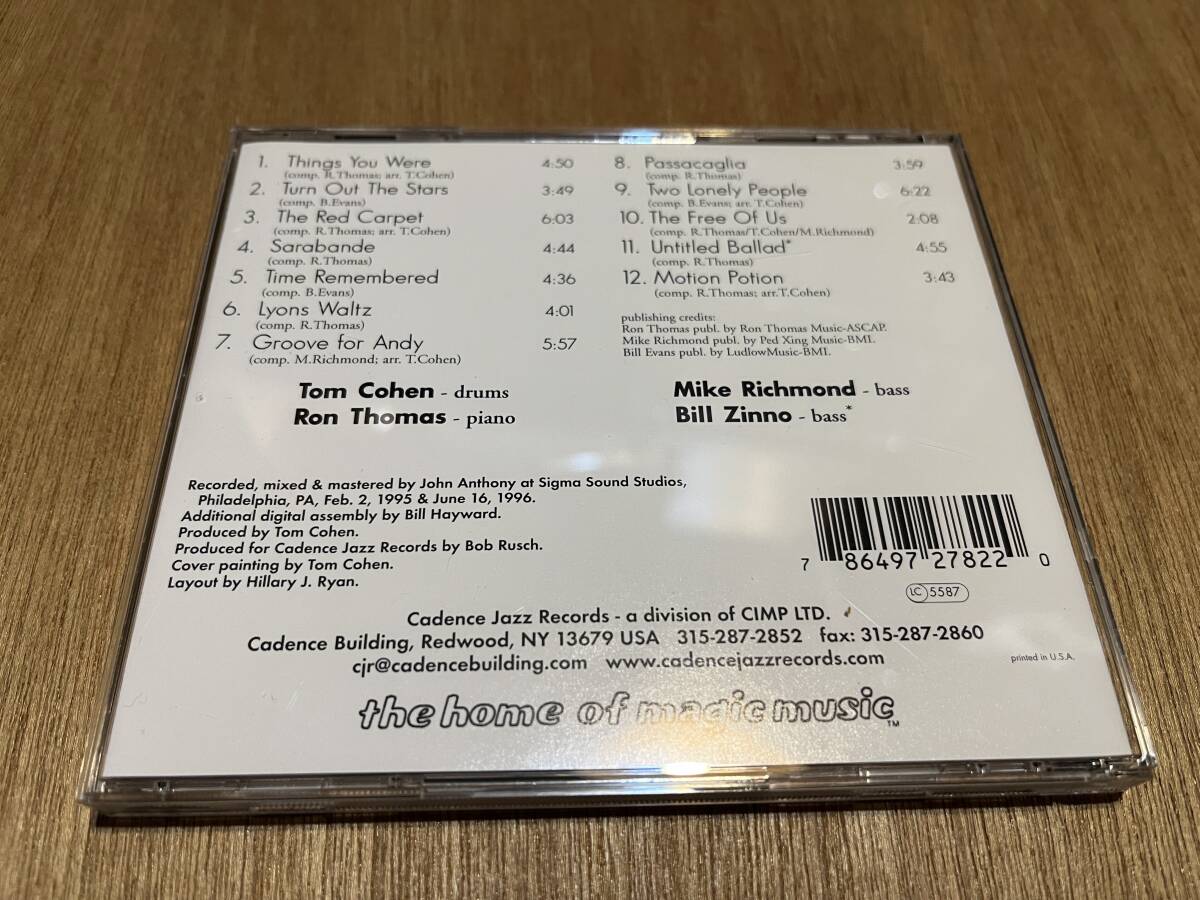 1. Things You Were 4:50
(comp. R.Thomas; arr. T.Cohen)
2. Turn Out The Stars 3:49
(comp. B.Evans)
3. The Red Carpet 6:03
(comp. R.Thomas; arr. T.Cohen)
4. Sarabande 4:44
(comp. R.Thomas)
5. Time Remembered 4:36
(comp. B.Evans)
6. Lyons Waltz 4:01
(comp. R.Thomas)
7. Groove for Andy 5:57
(comp. M.Richmond; arr. T.Cohen)
8. Passacaglia 3:59
(comp. R.Thomas)
9. Two Lonely People 6:22
(comp. B.Evans; arr. T.Cohen)
10. The Free Of Us 2:08
(comp. R.Thomas/T.Cohen/M.Richmond)
11. Untitled Ballad* 4:55
(comp. R.Thomas)
12. Motion Potion 3:43
(comp. R.Thomas; arr.T.Cohen)
publishing credits:
Ron Thomas publ. by Ron Thomas Music-ASCAP.
Mike Richmond publ. by Ped Xing Music-BMI.
Bill Evans publ. by LudlowMusic-BMI.
Tom Cohen - drums
Ron Thomas - piano
Mike Richmond - bass
Bill Zinno - bass*
Recorded, mixed & mastered by John Anthony at Sigma Sound Studios,
Philadelphia, PA, Feb. 2, 1995 & June 16, 1996.
Additional digital assembly by Bill Hayward.
Produced by Tom Cohen.
Produced for Cadence Jazz Records by Bob Rusch.
Cover painting by Tom Cohen.
Layout by Hillary J. Ryan.
7 86497 27822 0
LC 5587
Cadence Jazz Records - a division of CIMP LTD.
Cadence Building, Redwood, NY 13679 USA 315-287-2852 fax: 315-287-2860
cjr@cadencebuilding.com www.cadencejazzrecords.com
printed in U.S.A.
the home of magic music™